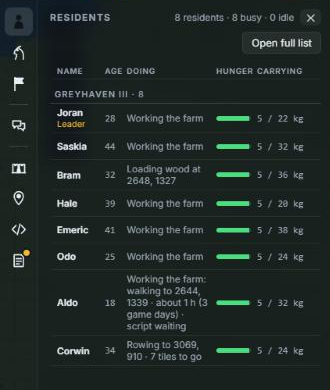 RESIDENTS 8 residents · 8 busy · 0 idle
Open full list
NAME AGE DOING HUNGER CARRYING
GREYHAVEN III · 8
Joran 28 Working the farm 5 / 22 kg
Leader
Saskia 44 Working the farm 5 / 32 kg
Bram 32 Loading wood at 5 / 36 kg
2648, 1327
Hale 39 Working the farm 5 / 20 kg
Emeric 41 Working the farm 5 / 38 kg
Odo 25 Working the farm 5 / 24 kg
Working the farm:
walking to 2644,
1339 · about 1 h (3
Aldo 18 game days) · 5 / 32 kg
script waiting
Corwin 34 Rowing to 3069, 5 / 24 kg
910 · 7 tiles to go